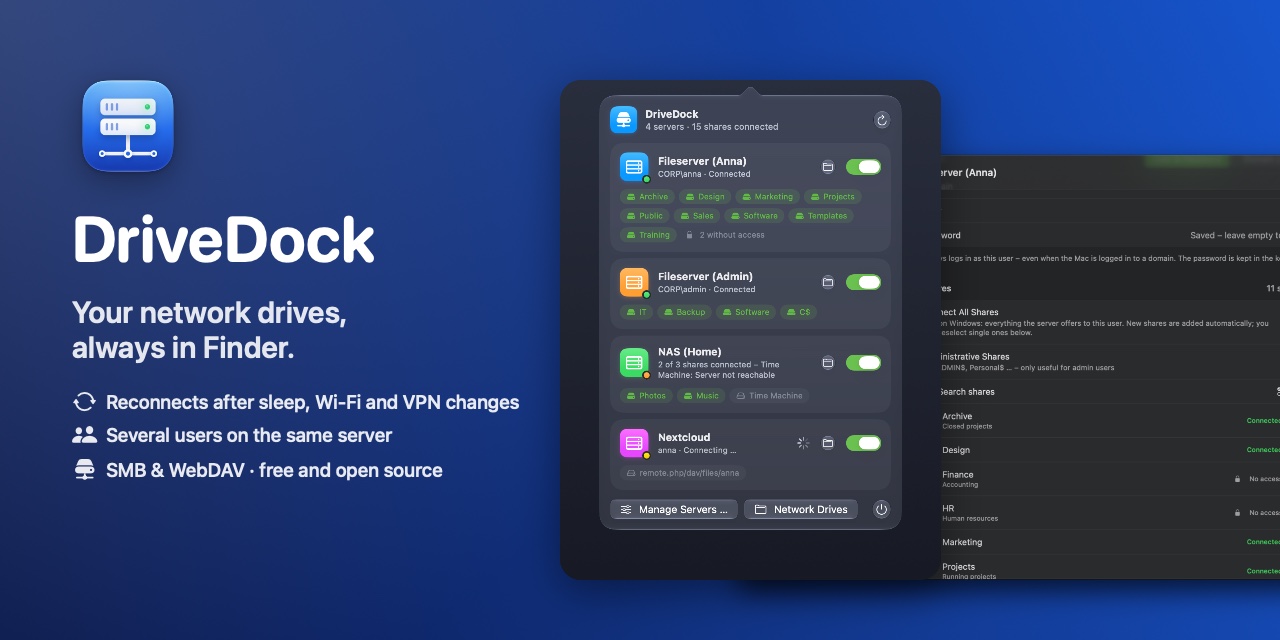 DriveDock
Your network drives,
always in Finder.
Reconnects after sleep, Wi-Fi and VPN changes
Several users on the same server
SMB & WebDAV · free and open source
DriveDock
4 servers · 15 shares connected
Fileserver (Anna)
CORP\anna · Connected
Archive Design Marketing Projects
Public Sales Software Templates
Training 2 without access
Fileserver (Admin)
CORP\admin · Connected
IT Backup Software C$
NAS (Home)
2 of 3 shares connected – Time
Machine: Server not reachable
Photos Music Time Machine
Nextcloud
anna · Connecting ...
remote.php/dav/files/anna
Manage Servers ... Network Drives
erver (Anna)
word Saved – leave empty to
s logs in as this user – even when the Mac is logged in to a domain. The password is kept in the
es 11
ect All Shares
on Windows: everything the server offers to this user. New shares are added automatically; you
eselect single ones below.
inistrative Shares
DMIN$, Personal$ ... – only useful for admin users
Search shares
Archive Connected
Closed projects
Design Connected
Finance No access
Accounting
HR No access
Human resources
Marketing Connected
Projects Connected
Running projects